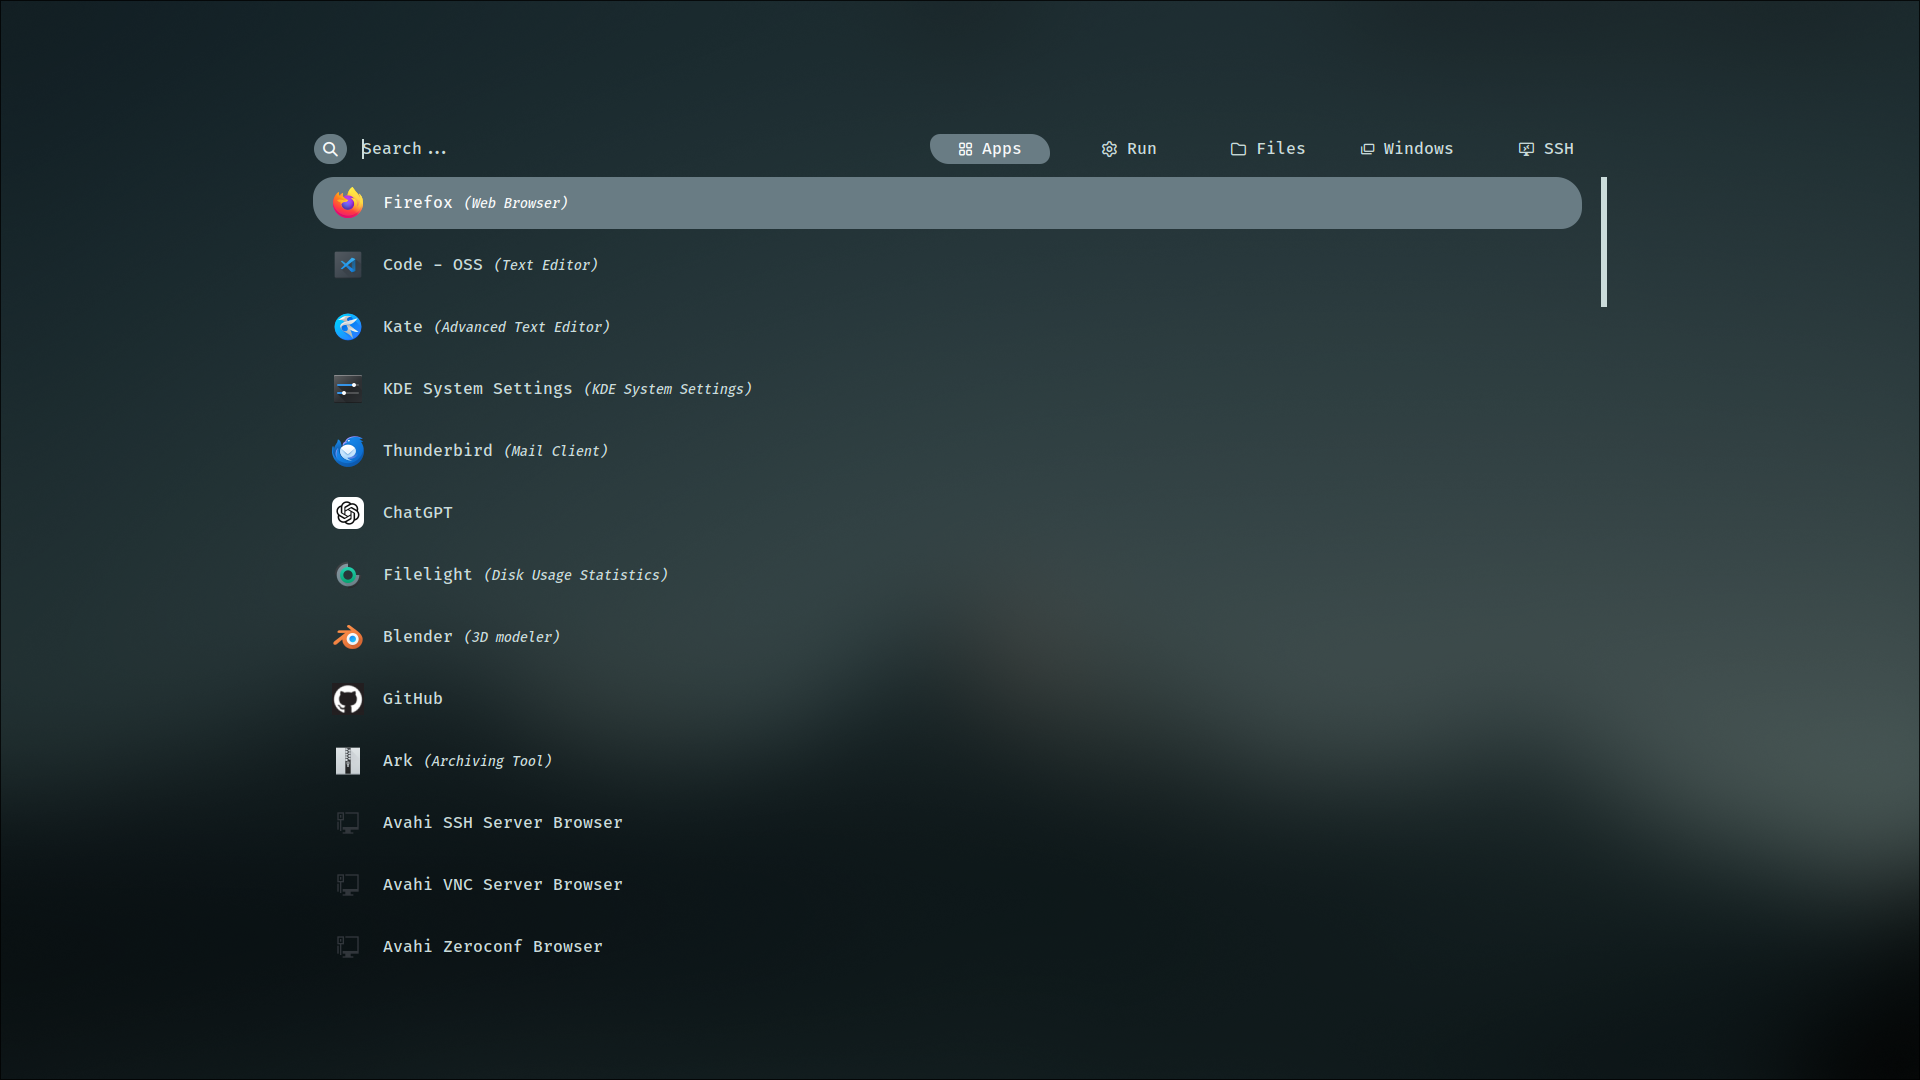 Search ...
Apps
Run
Files
Windows
SSH
Firefox (Web Browser)
Code - OSS (Text Editor)
Kate (Advanced Text Editor)
KDE System Settings (KDE System Settings)
Thunderbird (Mail Client)
ChatGPT
Filelight (Disk Usage Statistics)
Blender (3D modeler)
GitHub
Ark (Archiving Tool)
Avahi SSH Server Browser
Avahi VNC Server Browser
Avahi Zeroconf Browser